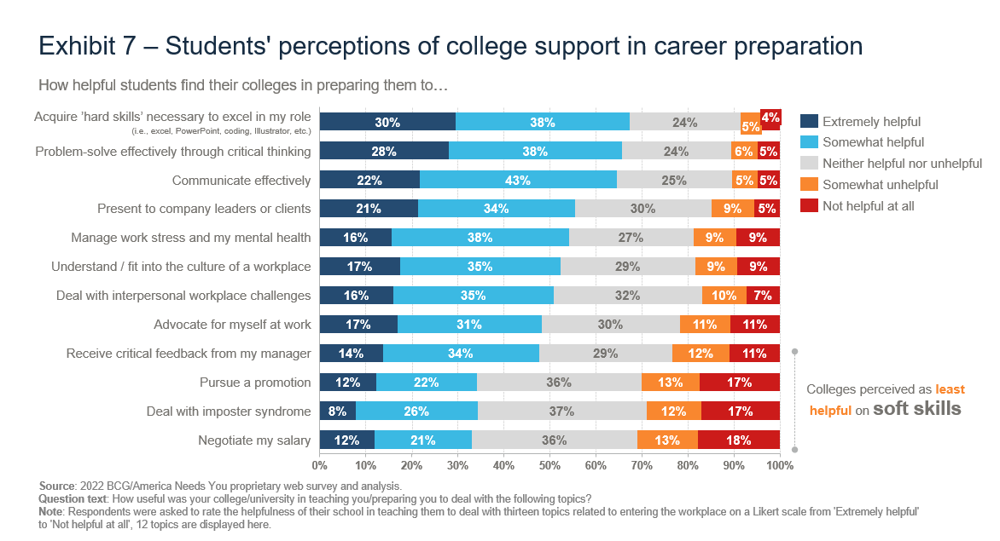 Exhibit 7 – Students' perceptions of college support in career preparation
How helpful students find their colleges in preparing them to…
Acquire 'hard skills' necessary to excel in my role
(i.e., excel, PowerPoint, coding, Illustrator, etc.)
30% 38% 24% 5% 4%
Problem-solve effectively through critical thinking 28% 38% 24% 6% 5%
Communicate effectively 22% 43% 25% 5% 5%
Present to company leaders or clients 21% 34% 30% 9% 5%
Manage work stress and my mental health 16% 38% 27% 9% 9%
Understand / fit into the culture of a workplace 17% 35% 29% 9% 9%
Deal with interpersonal workplace challenges 16% 35% 32% 10% 7%
Advocate for myself at work 17% 31% 30% 11% 11%
Receive critical feedback from my manager 14% 34% 29% 12% 11%
Pursue a promotion 12% 22% 36% 13% 17%
Deal with imposter syndrome 8% 26% 37% 12% 17%
Negotiate my salary 12% 21% 36% 13% 18%
0% 10% 20% 30% 40% 50% 60% 70% 80% 90% 100%
Extremely helpful
Somewhat helpful
Neither helpful nor unhelpful
Somewhat unhelpful
Not helpful at all
Colleges perceived as least
helpful on soft skills
Source: 2022 BCG/America Needs You proprietary web survey and analysis.
Question text: How useful was your college/university in teaching you/preparing you to deal with the following topics?
Note: Respondents were asked to rate the helpfulness of their school in teaching them to deal with thirteen topics related to entering the workplace on a Likert scale from 'Extremely helpful'
to 'Not helpful at all', 12 topics are displayed here.